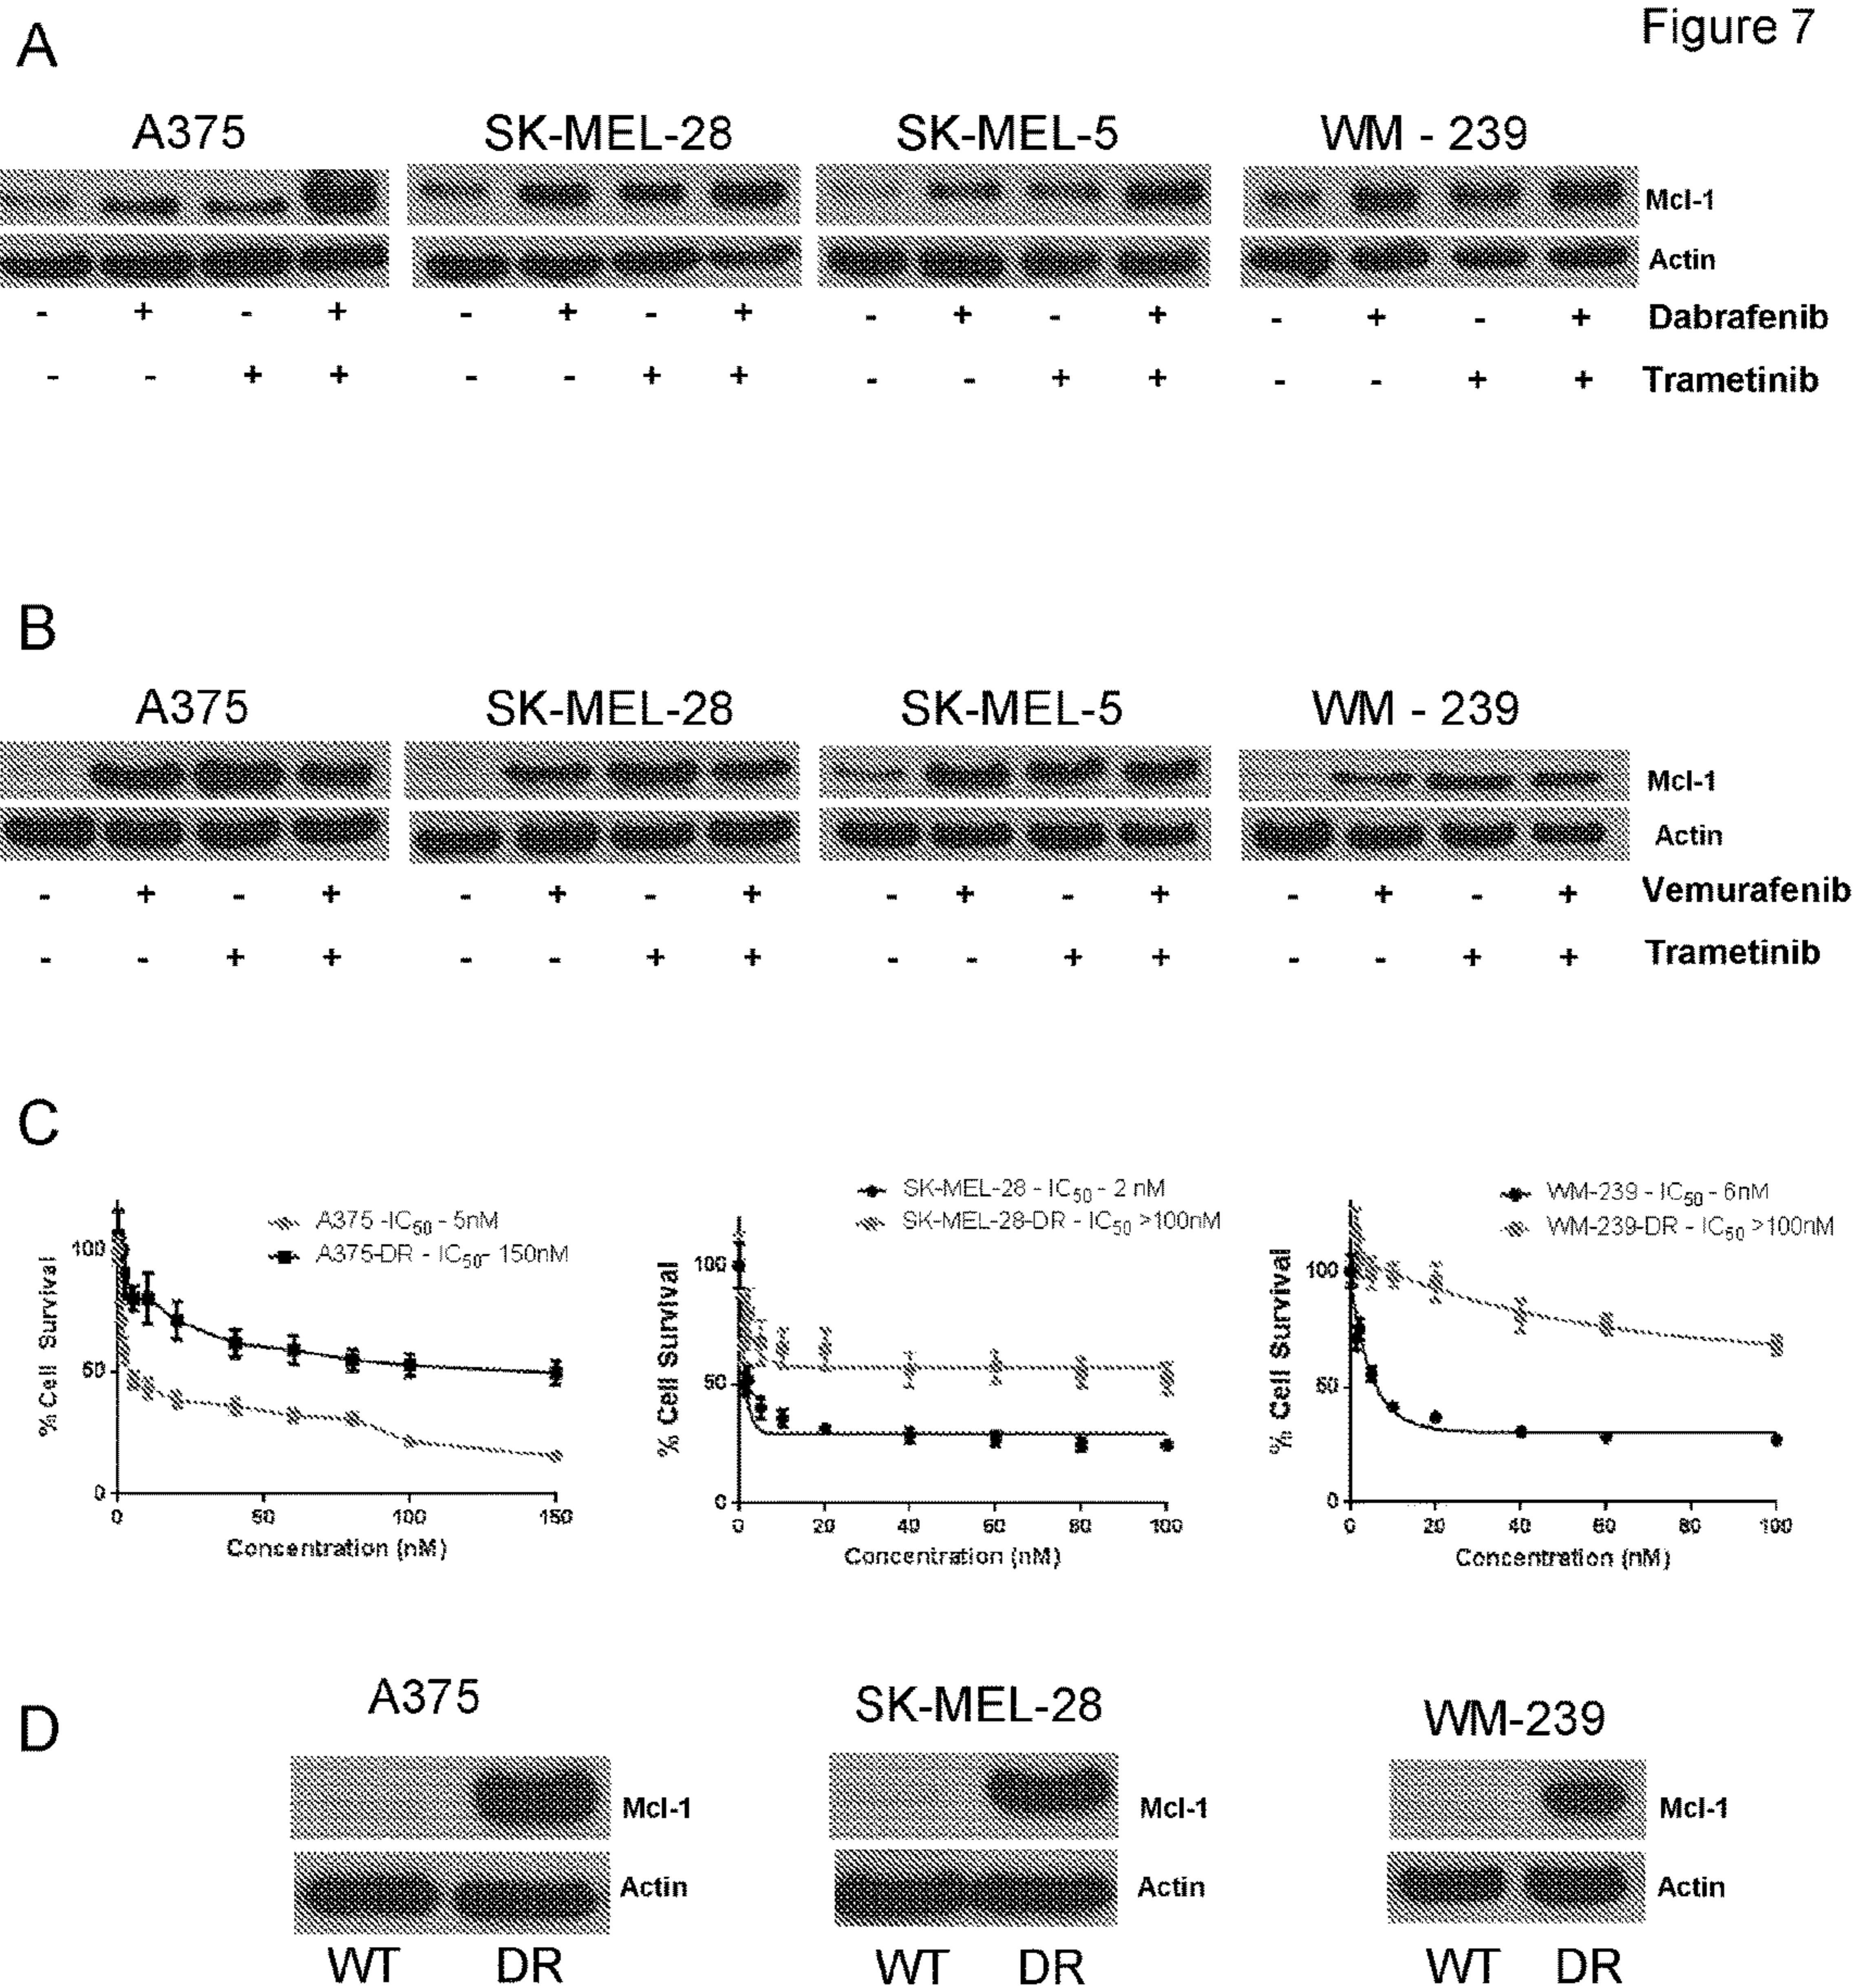 Figure 7
A
A375 SK-MEL-28 SK-MEL-5 WM - 239
Mcl-1
Actin
- + - + - + - + - + - + - + - + Dabrafenib
- - + + - - + + - - + + - - + + Trametinib
B
A375 SK-MEL-28 SK-MEL-5 WM - 239
Mcl-1
Actin
- + - + - + - + - + - + - + - + Vemurafenib
- - + + - - + + - - + + - - + + Trametinib
C
A375 -IC50 - 5nM
A375-DR - IC50- 150nM
% Cell Survival
100
50
0
0 50 100 150
Concentration (nM)
SK-MEL-28 - IC50 - 2 nM
SK-MEL-28-DR - IC50 >100nM
% Cell Survival
100
50
0
0 20 40 60 80 100
Concentration (nM)
WM-239 - IC50 - 6nM
WM-239-DR - IC50 >100nM
% Cell Survival
100
50
0
0 20 40 60 80 100
Concentration (nM)
D
A375 SK-MEL-28 WM-239
Mcl-1 Mcl-1 Mcl-1
Actin Actin Actin
WT DR WT DR WT DR